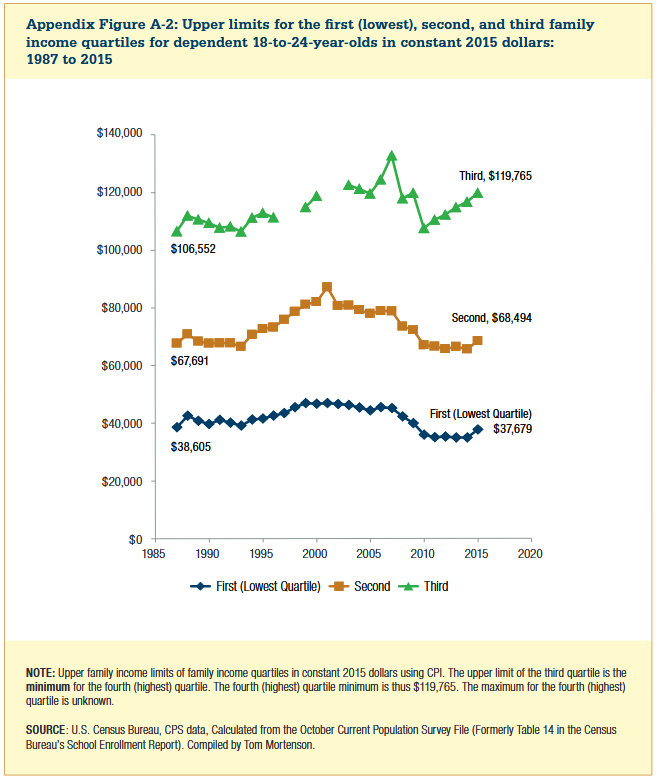 Appendix Figure A-2: Upper limits for the first (lowest), second, and third family
income quartiles for dependent 18-to-24-year-olds in constant 2015 dollars:
1987 to 2015
$140,000
Third, $119,765
$120,000
$106,552
$100,000
$80,000
Second, $68,494
$67,691
$60,000
First (Lowest Quartile)
$40,000
$37,679
$38,605
$20,000
$0
1985 1990 1995 2000 2005 2010 2015 2020
First (Lowest Quartile) Second Third
NOTE: Upper family income limits of family income quartiles in constant 2015 dollars using CPI. The upper limit of the third quartile is the
minimum for the fourth (highest) quartile. The fourth (highest) quartile minimum is thus $119,765. The maximum for the fourth (highest)
quartile is unknown.
SOURCE: U.S. Census Bureau, CPS data, Calculated from the October Current Population Survey File (Formerly Table 14 in the Census
Bureau's School Enrollment Report). Compiled by Tom Mortenson.